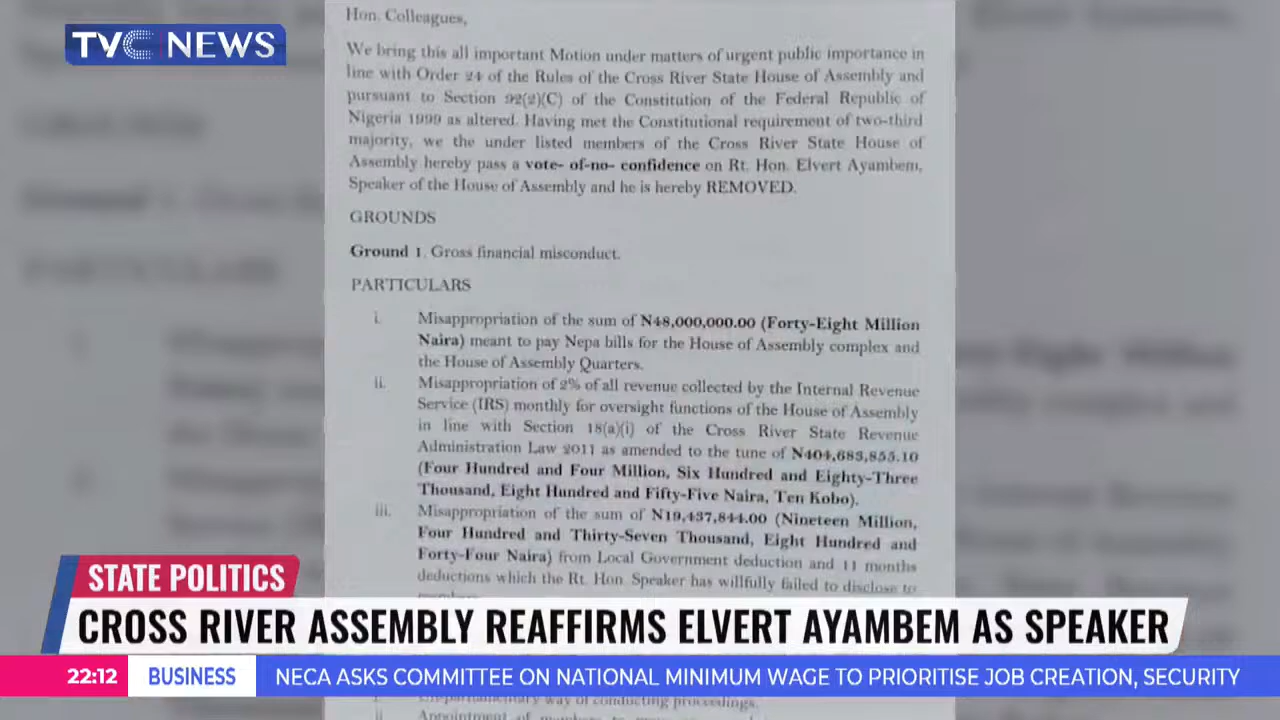 TVC NEWS
Hon. Colleagues,
We bring this all important Motion under matters of urgent public importance in
line with Order 24 of the Rules of the Cross River State House of Assembly and
pursuant to Section 92(2)(C) of the Constitution of the Federal Republic of
Nigeria 1999 as altered. Having met the Constitutional requirement of two-third
majority, we the under listed members of the Cross River State House of
Assembly hereby pass a vote- of-no- confidence on Rt. Hon. Elvert Ayambem,
Speaker of the House of Assembly and he is hereby REMOVED.
GROUNDS
Ground 1. Gross financial misconduct.
PARTICULARS
i. Misappropriation of the sum of N48,000,000.00 (Forty-Eight Million
Naira) meant to pay Nepa bills for the House of Assembly complex and
the House of Assembly Quarters.
ii. Misappropriation of 2% of all revenue collected by the Internal Revenue
Service (IRS) monthly for oversight functions of the House of Assembly
in line with Section 18(a)(i) of the Cross River State Revenue
Administration Law 2011 as amended to the tune of N404,683,855.10
(Four Hundred and Four Million, Six Hundred and Eighty-Three
Thousand, Eight Hundred and Fifty-Five Naira, Ten Kobo).
iii. Misappropriation of the sum of N19,437,844.00 (Nineteen Million,
Four Hundred and Thirty-Seven Thousand, Eight Hundred and
Forty-Four Naira) from Local Government deduction and 11 months
deductions which the Rt. Hon. Speaker has willfully failed to disclose to
STATE POLITICS
CROSS RIVER ASSEMBLY REAFFIRMS ELVERT AYAMBEM AS SPEAKER
22:12 BUSINESS NECA ASKS COMMITTEE ON NATIONAL MINIMUM WAGE TO PRIORITISE JOB CREATION, SECURITY
way of conducting proceedings.
ii. Appointment of members to